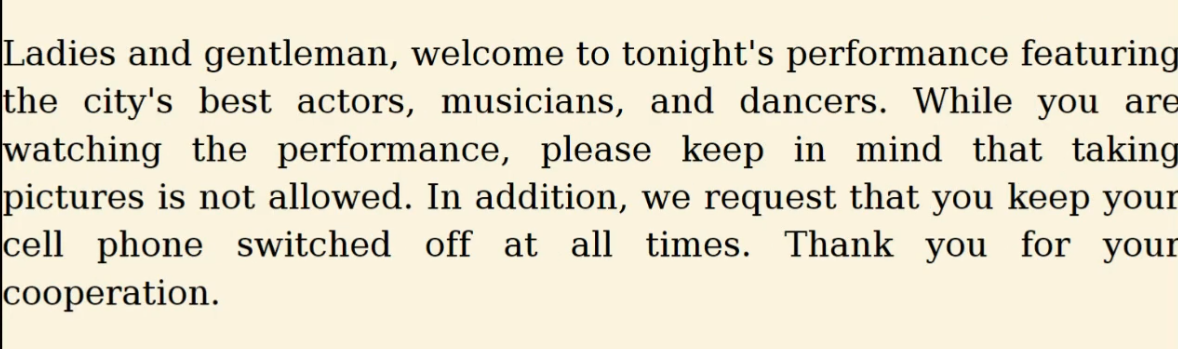 Ladies and gentleman, welcome to tonight's performance featuring
the city's best actors, musicians, and dancers. While you are
watching the performance, please keep in mind that taking
pictures is not allowed. In addition, we request that you keep your
cell phone switched off at all times. Thank you for your
cooperation.